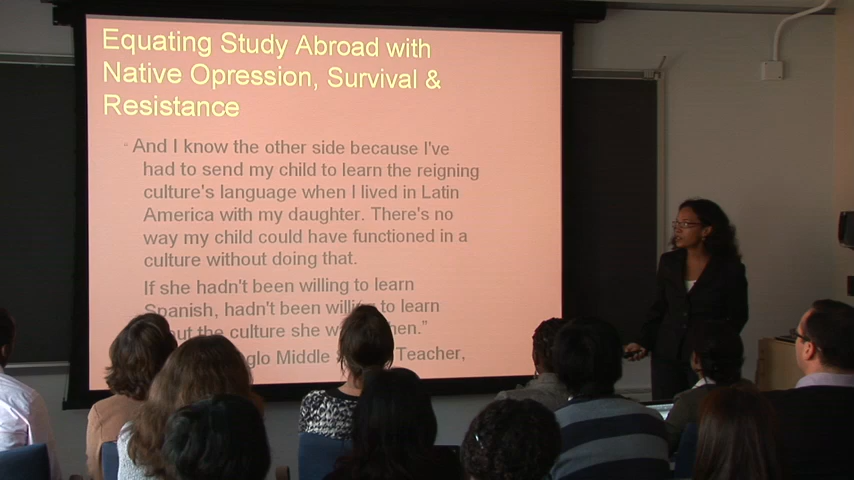 Equating Study Abroad with
Native Opression, Survival &
Resistance
And I know the other side because I've
had to send my child to learn the reigning
culture's language when I lived in Latin
America with my daughter. There's no
way my child could have functioned in a
culture without doing that.
If she hadn't been willing to learn
Spanish, hadn't been willing to learn
the culture she
Middle Teacher,